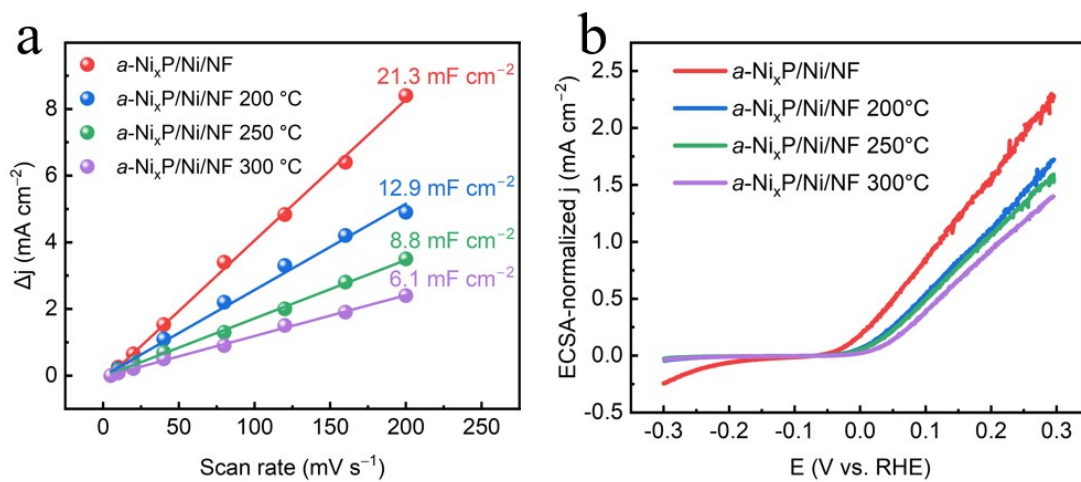 a
a-NiₓP/Ni/NF
a-NiₓP/Ni/NF 200 °C
a-NiₓP/Ni/NF 250 °C
a-NiₓP/Ni/NF 300 °C
21.3 mF cm⁻²
12.9 mF cm⁻²
8.8 mF cm⁻²
6.1 mF cm⁻²
Δj (mA cm⁻²)
8
6
4
2
0
0 50 100 150 200 250
Scan rate (mV s⁻¹)
b
a-NiₓP/Ni/NF
a-NiₓP/Ni/NF 200°C
a-NiₓP/Ni/NF 250°C
a-NiₓP/Ni/NF 300°C
ECSA-normalized j (mA cm⁻²)
2.5
2.0
1.5
1.0
0.5
0.0
-0.5
-0.3 -0.2 -0.1 0.0 0.1 0.2 0.3
E (V vs. RHE)